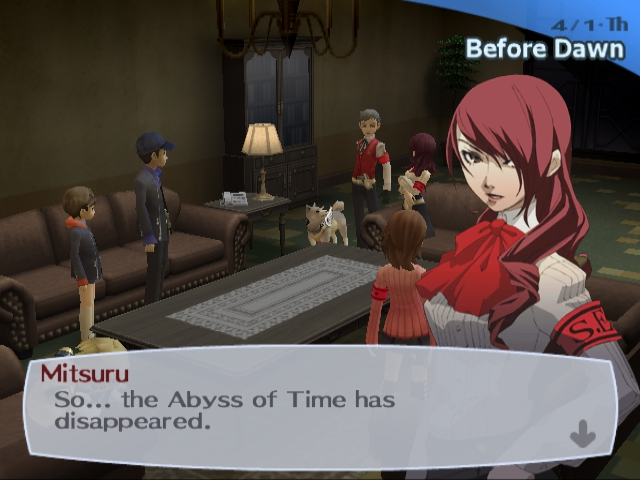 4/1·Th
Before Dawn
S.E
Mitsuru
So... the Abyss of Time has
disappeared.